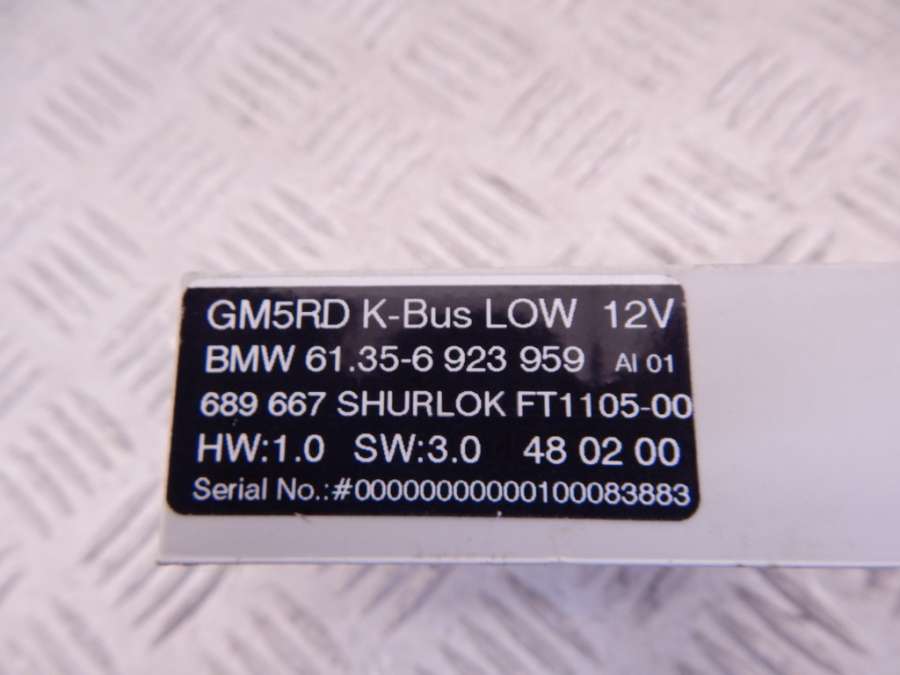 GM5RD K-Bus LOW 12V
BMW 61.35-6 923 959 AI 01
689 667 SHURLOK FT1105-00
HW:1.0 SW:3.0 48 02 00
Serial No.:#00000000000100083883